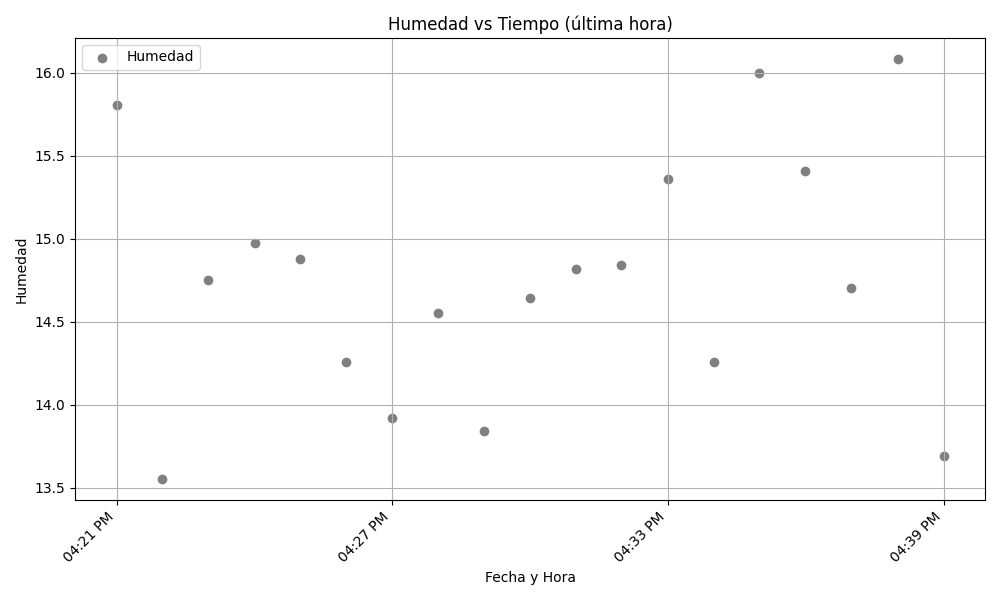 Humedad vs Tiempo (última hora)
Humedad
16.0
15.5
15.0
14.5
14.0
13.5
Humedad
04:21 PM
04:27 PM
04:33 PM
04:39 PM
Fecha y Hora